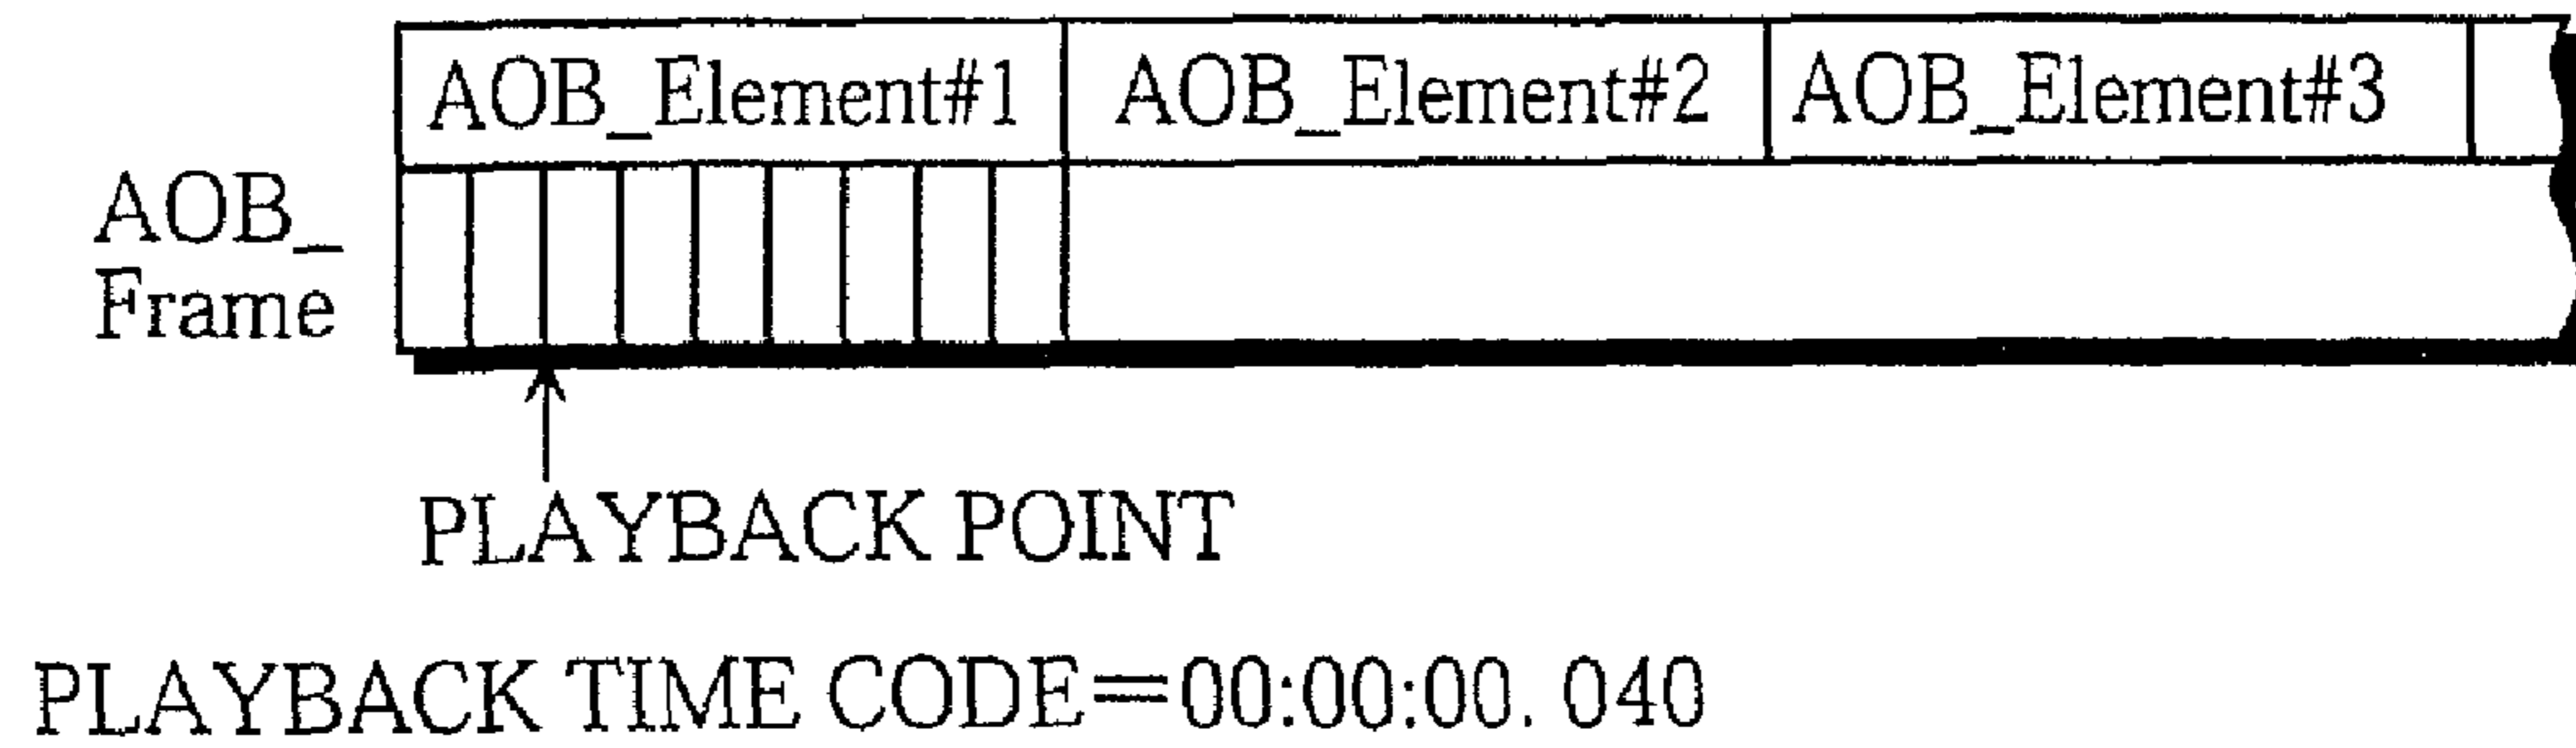 AOB_Element#1 AOB_Element#2 AOB_Element#3
AOB_
Frame
PLAYBACK POINT
PLAYBACK TIME CODE=00:00:00. 040